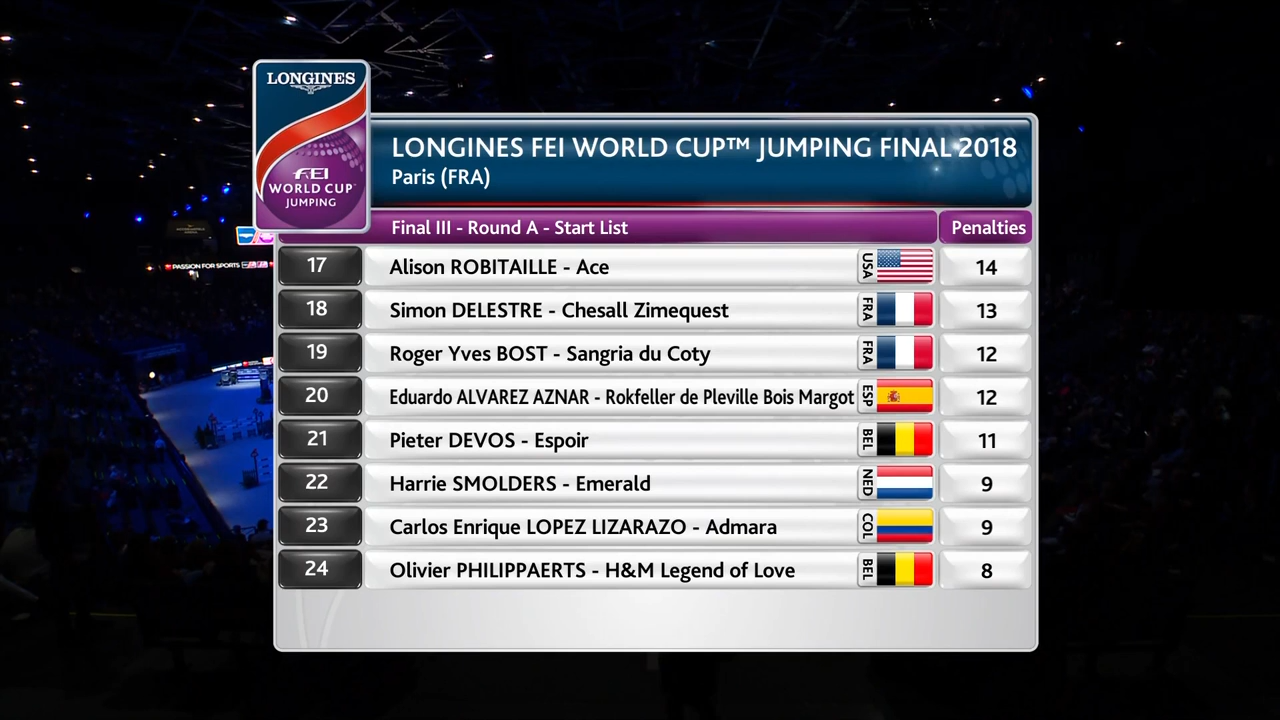 LONGINES
FEI
WORLD CUP
JUMPING
LONGINES FEI WORLD CUP™ JUMPING FINAL 2018
Paris (FRA)
Final III - Round A - Start List Penalties
17 Alison ROBITAILLE - Ace USA 14
18 Simon DELESTRE - Chesall Zimequest FRA 13
19 Roger Yves BOST - Sangria du Coty FRA 12
20 Eduardo ALVAREZ AZNAR - Rokfeller de Pleville Bois Margot ESP 12
21 Pieter DEVOS - Espoir BEL 11
22 Harrie SMOLDERS - Emerald NED 9
23 Carlos Enrique LOPEZ LIZARAZO - Admara COL 9
24 Olivier PHILIPPAERTS - H&M Legend of Love BEL 8
PASSION FOR SPORTS